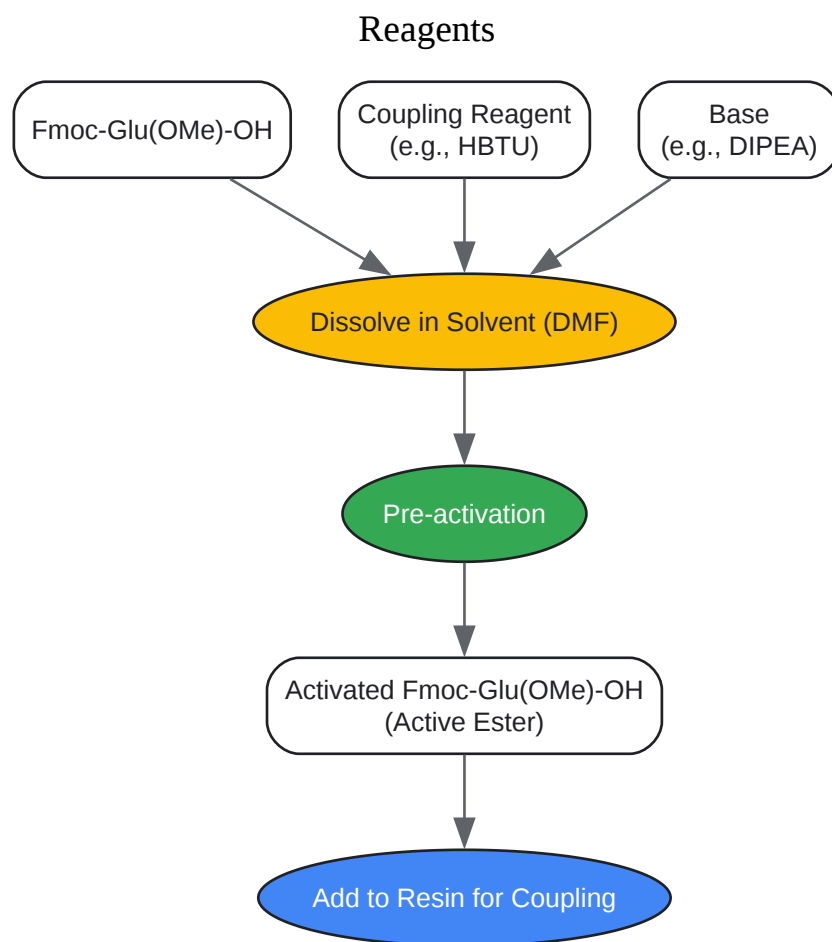 Reagents
Fmoc-Glu(OMe)-OH
Coupling Reagent
(e.g., HBTU)
Base
(e.g., DIPEA)
Dissolve in Solvent (DMF)
Pre-activation
Activated Fmoc-Glu(OMe)-OH
(Active Ester)
Add to Resin for Coupling